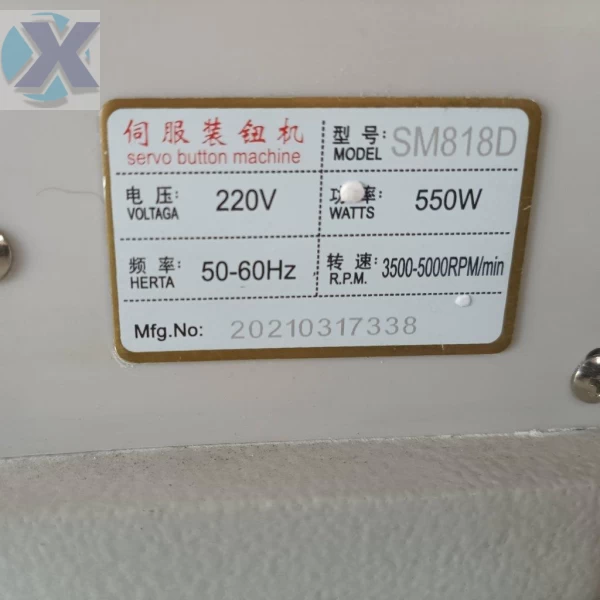 X
伺服装钮机
servo button machine
型号:
MODEL SM818D
电压:
VOLTAGA 220V
功率:
WATTS 550W
频率:
HERTA 50-60Hz
转速:
R.P.M. 3500-5000RPM/min
Mfg.No: 20210317338